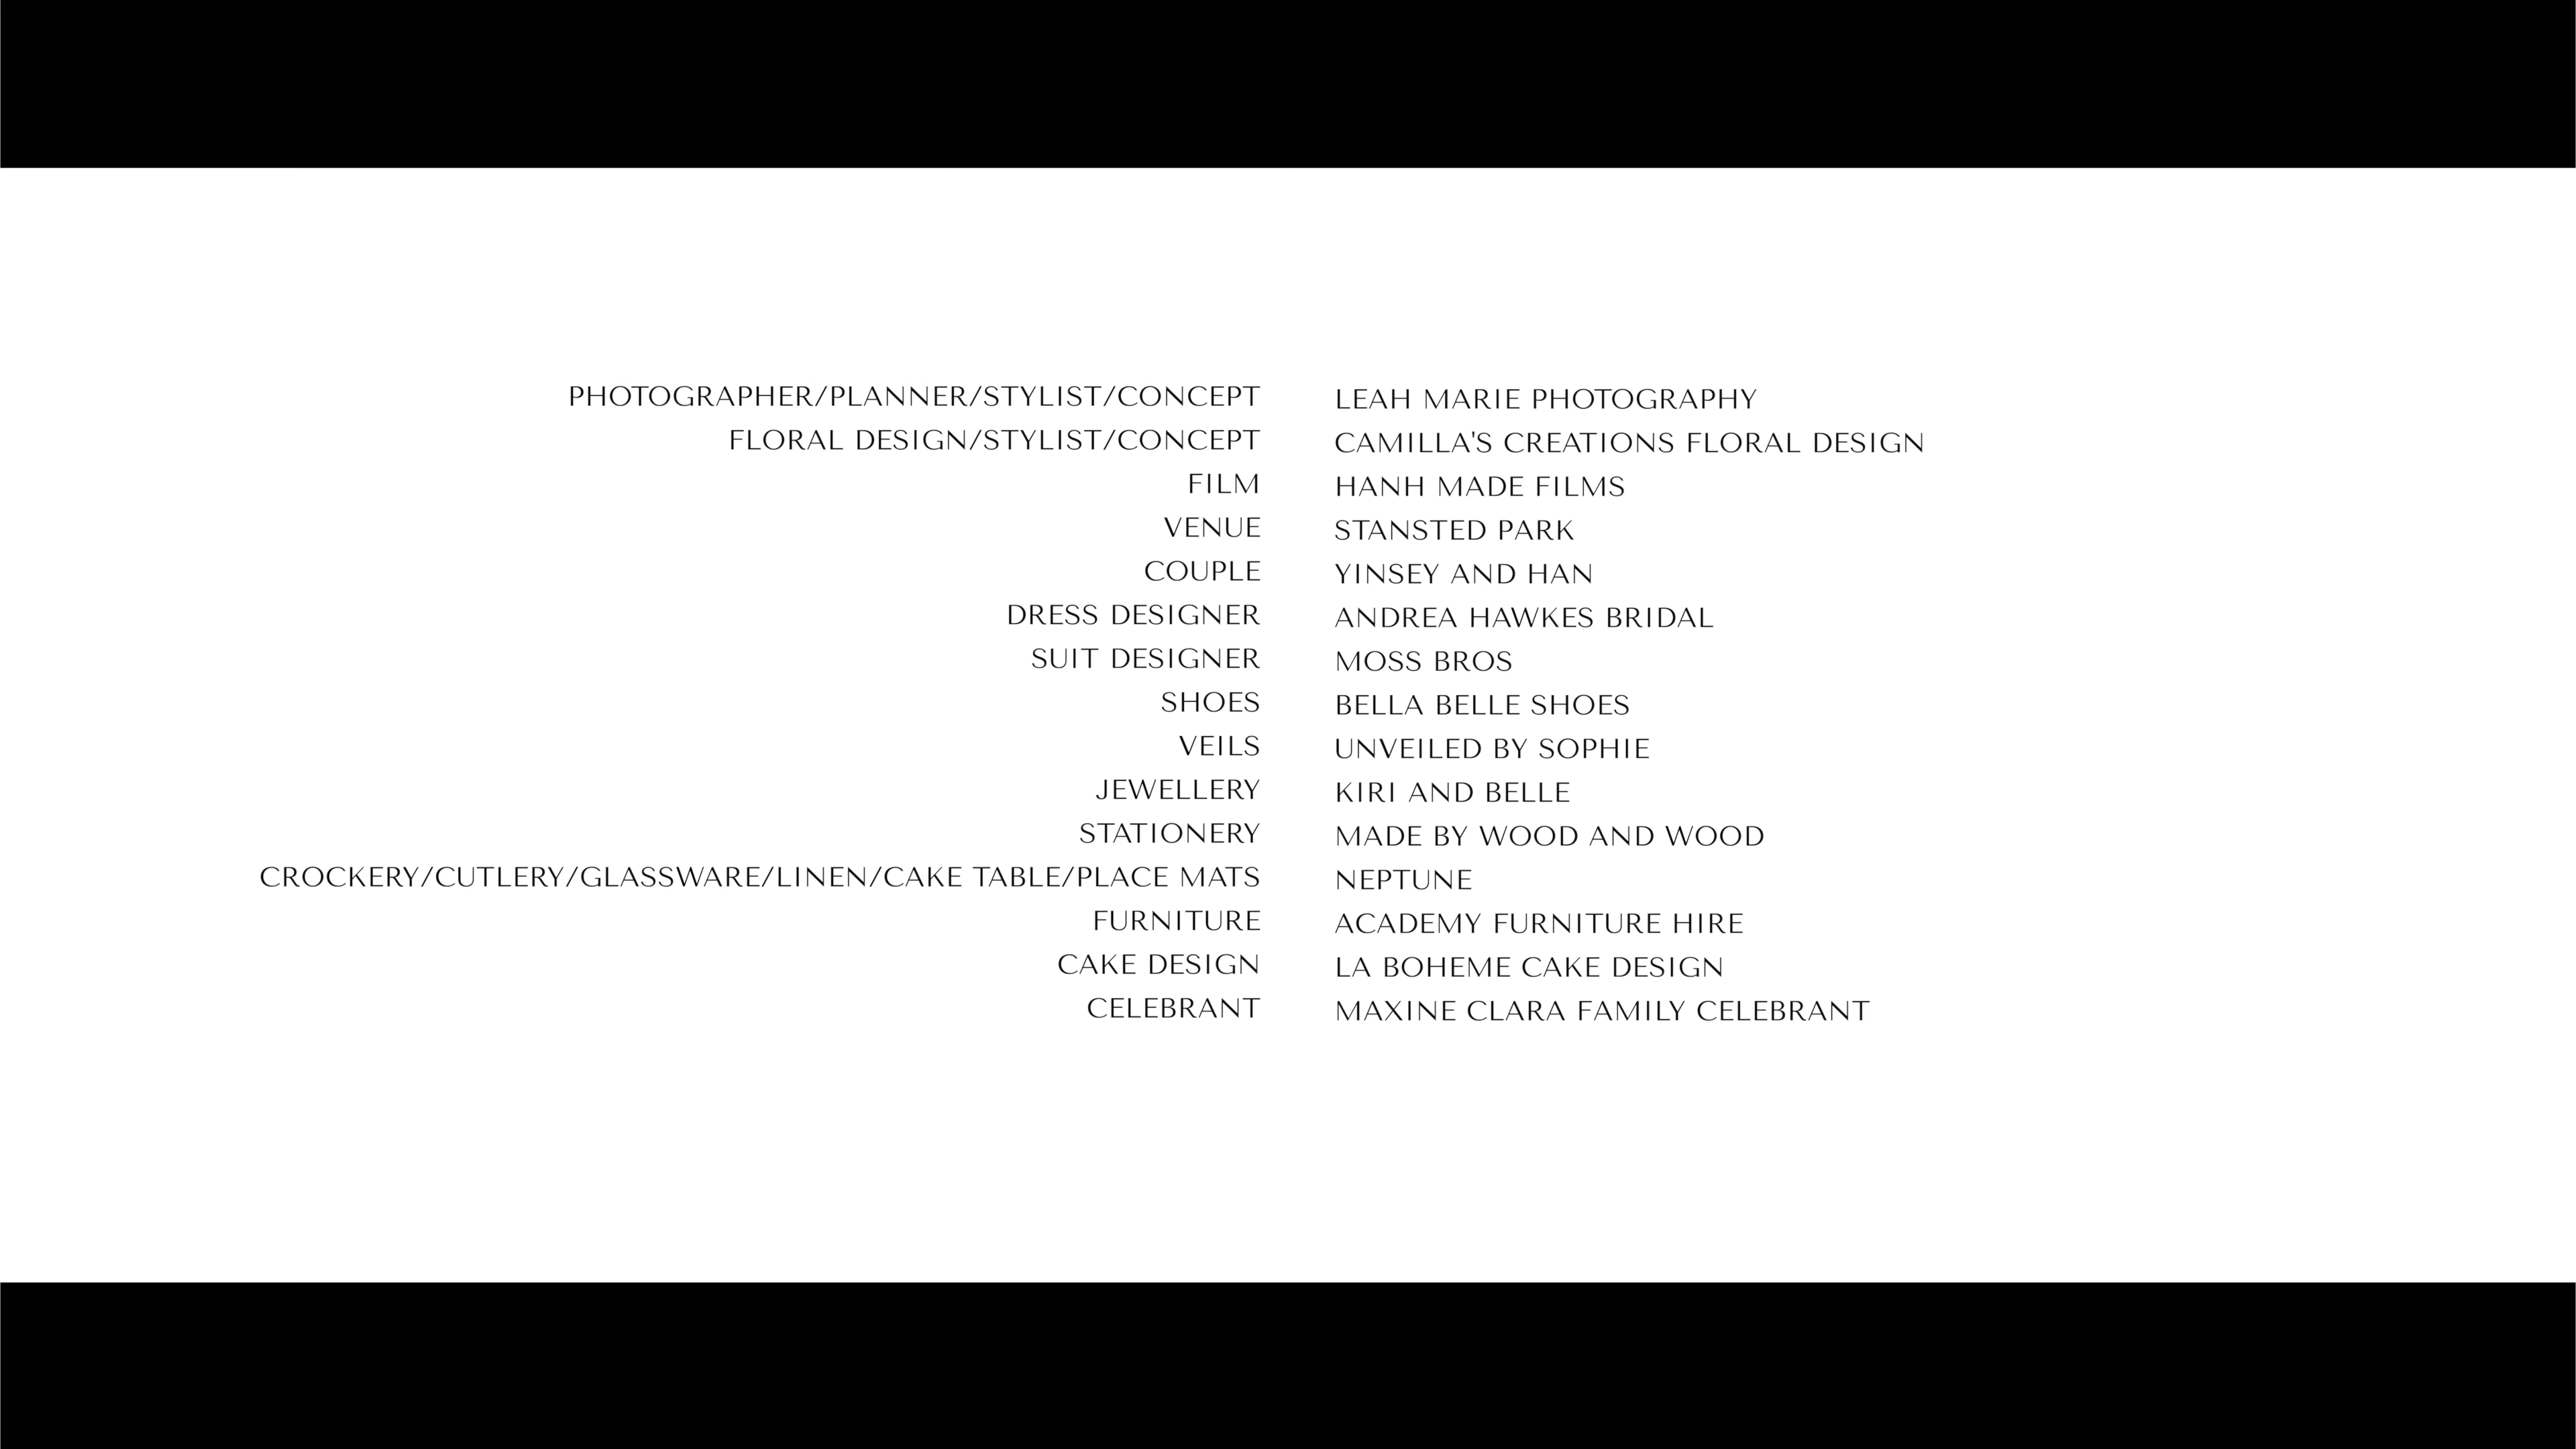 PHOTOGRAPHER/PLANNER/STYLIST/CONCEPT LEAH MARIE PHOTOGRAPHY
FLORAL DESIGN/STYLIST/CONCEPT CAMILLA'S CREATIONS FLORAL DESIGN
FILM HANH MADE FILMS
VENUE STANSTED PARK
COUPLE YINSEY AND HAN
DRESS DESIGNER ANDREA HAWKES BRIDAL
SUIT DESIGNER MOSS BROS
SHOES BELLA BELLE SHOES
VEILS UNVEILED BY SOPHIE
JEWELLERY KIRI AND BELLE
STATIONERY MADE BY WOOD AND WOOD
CROCKERY/CUTLERY/GLASSWARE/LINEN/CAKE TABLE/PLACE MATS NEPTUNE
FURNITURE ACADEMY FURNITURE HIRE
CAKE DESIGN LA BOHEME CAKE DESIGN
CELEBRANT MAXINE CLARA FAMILY CELEBRANT